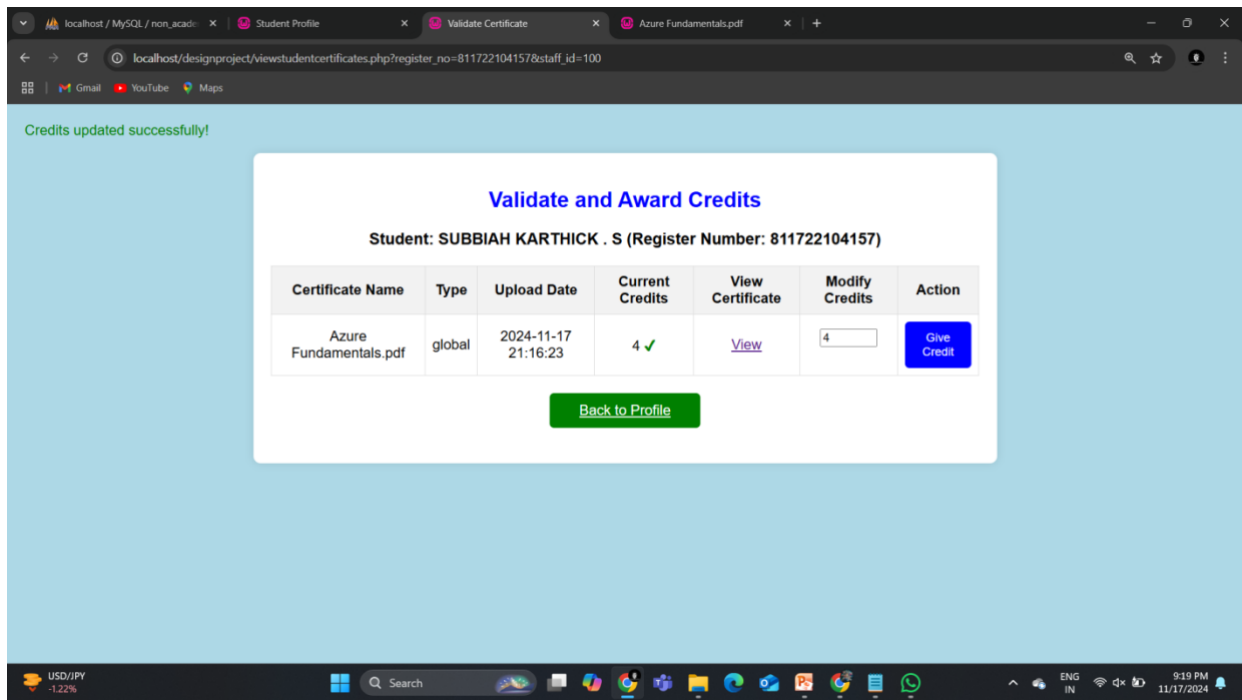 localhost / MySQL / non_acade
Student Profile
Validate Certificate
Azure Fundamentals.pdf
localhost/designproject/viewstudentcertificates.php?register_no=811722104157&staff_id=100
Gmail
YouTube
Maps
Credits updated successfully!
Validate and Award Credits
Student: SUBBIAH KARTHICK . S (Register Number: 811722104157)
Certificate Name
Type
Upload Date
Current
Credits
View
Certificate
Modify
Credits
Action
Azure
Fundamentals.pdf
global
2024-11-17
21:16:23
4 ✓
View
4
Give
Credit
Back to Profile
USD/JPY
-1.22%
Search
ENG
IN
9:19 PM
11/17/2024